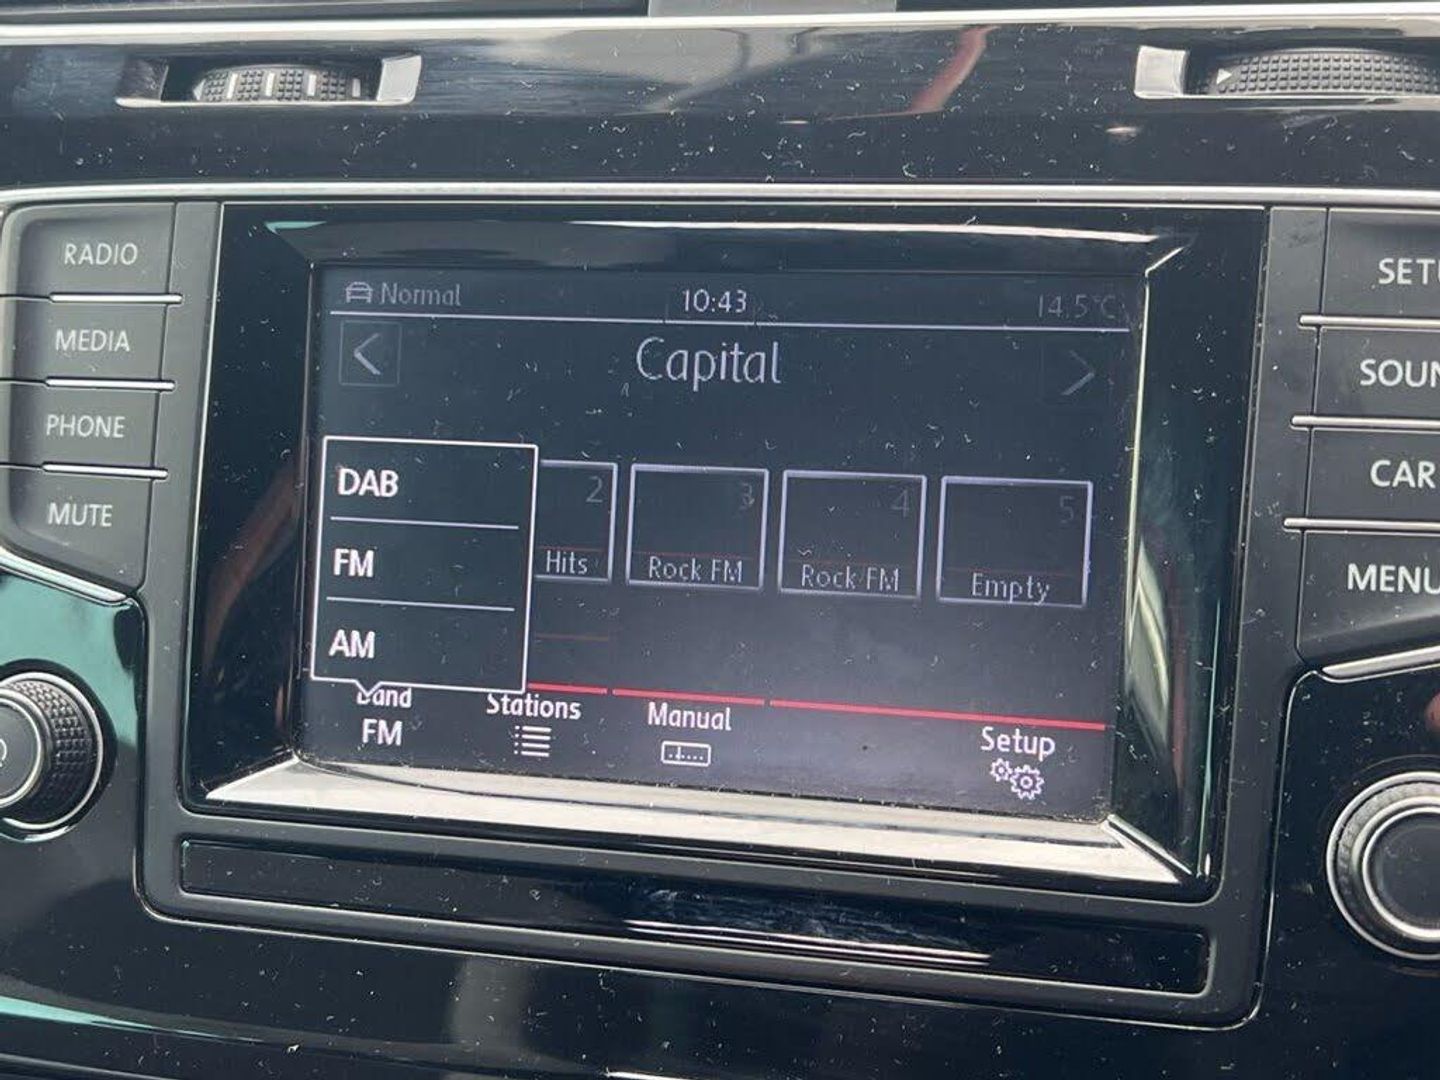 RADIO
MEDIA
PHONE
MUTE
Normal
10:43
14.5°C
Capital
DAB
FM
AM
2
Hits
3
Rock FM
4
Rock FM
5
Empty
Band
FM
Stations
Manual
Setup
SETU
SOUN
CAR
MENU